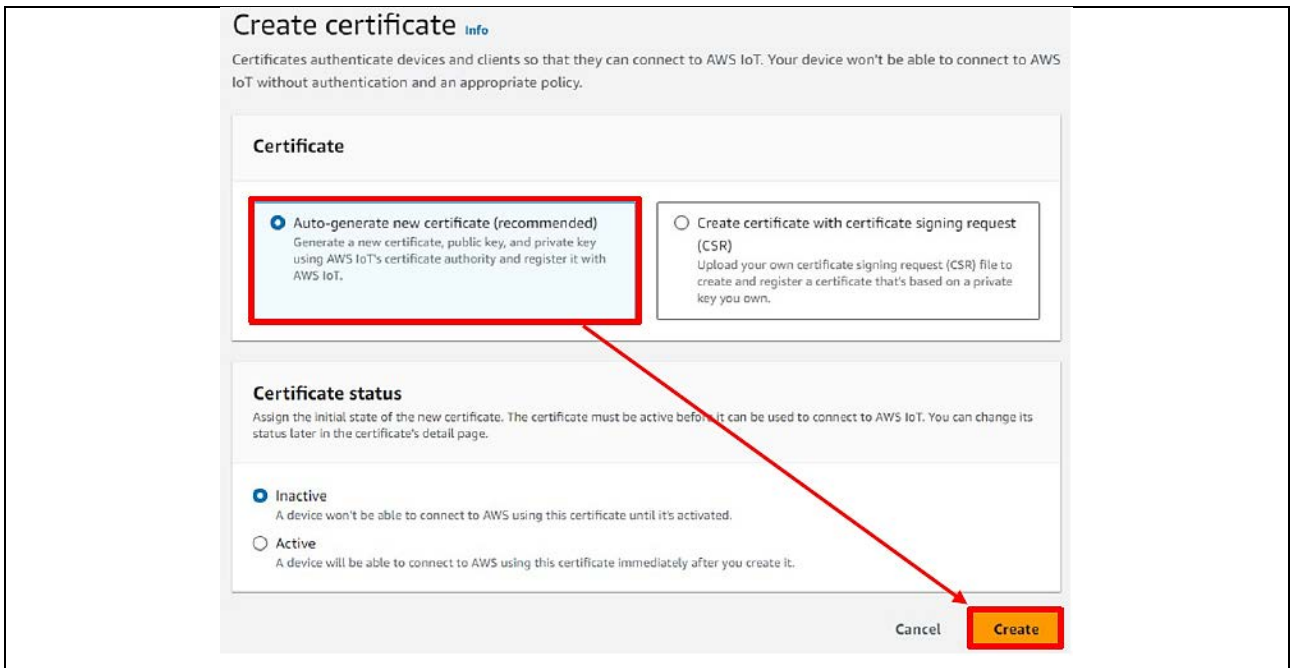 Create certificate Info
Certificates authenticate devices and clients so that they can connect to AWS IoT. Your device won't be able to connect to AWS
IoT without authentication and an appropriate policy.
Certificate
Auto-generate new certificate (recommended)
Generate a new certificate, public key, and private key
using AWS IoT's certificate authority and register it with
AWS IoT.
Create certificate with certificate signing request
(CSR)
Upload your own certificate signing request (CSR) file to
create and register a certificate that's based on a private
key you own.
Certificate status
Assign the initial state of the new certificate. The certificate must be active before it can be used to connect to AWS IoT. You can change its
status later in the certificate's detail page.
Inactive
A device won't be able to connect to AWS using this certificate until it's activated.
Active
A device will be able to connect to AWS using this certificate immediately after you create it.
Cancel Create